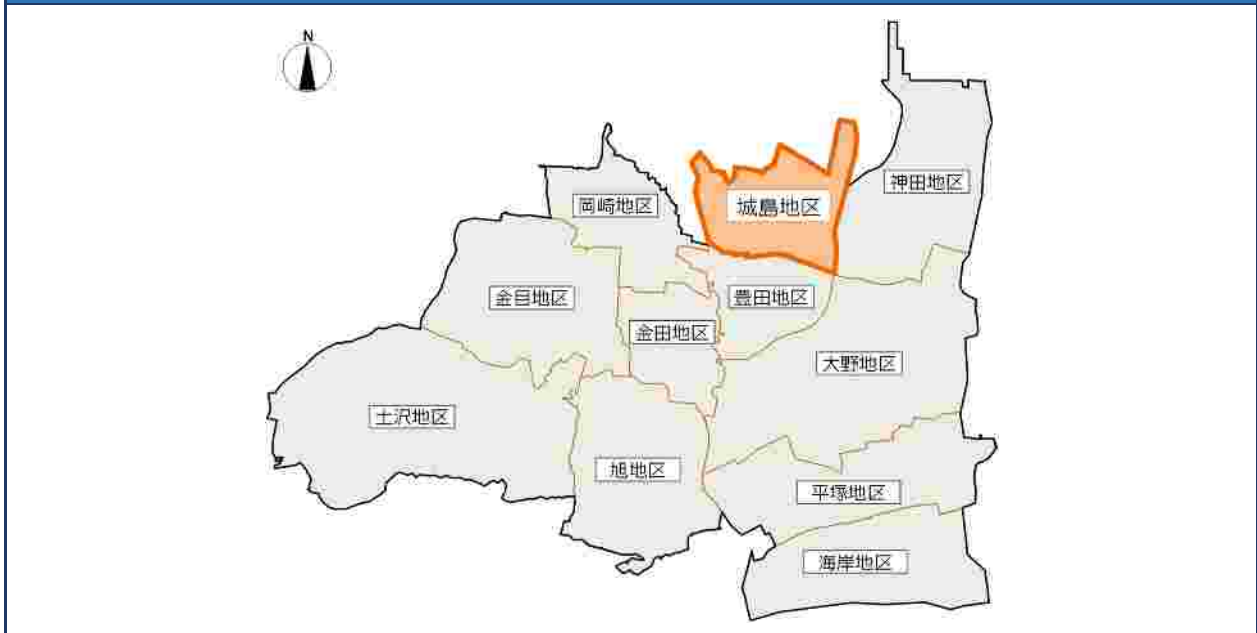 N
神田地区
岡崎地区
城島地区
金目地区
豊田地区
金田地区
大野地区
土沢地区
旭地区
平塚地区
海岸地区